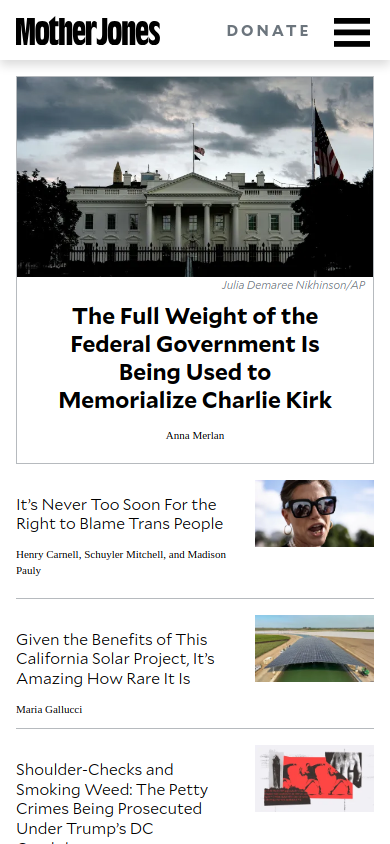 Mother Jones
DONATE
Julia Demaree Nikhinson/AP
The Full Weight of the
Federal Government Is
Being Used to
Memorialize Charlie Kirk
Anna Merlan
It’s Never Too Soon For the
Right to Blame Trans People
Henry Carnell, Schuyler Mitchell, and Madison
Pauly
Given the Benefits of This
California Solar Project, It’s
Amazing How Rare It Is
Maria Gallucci
Shoulder-Checks and
Smoking Weed: The Petty
Crimes Being Prosecuted
Under Trump’s DC